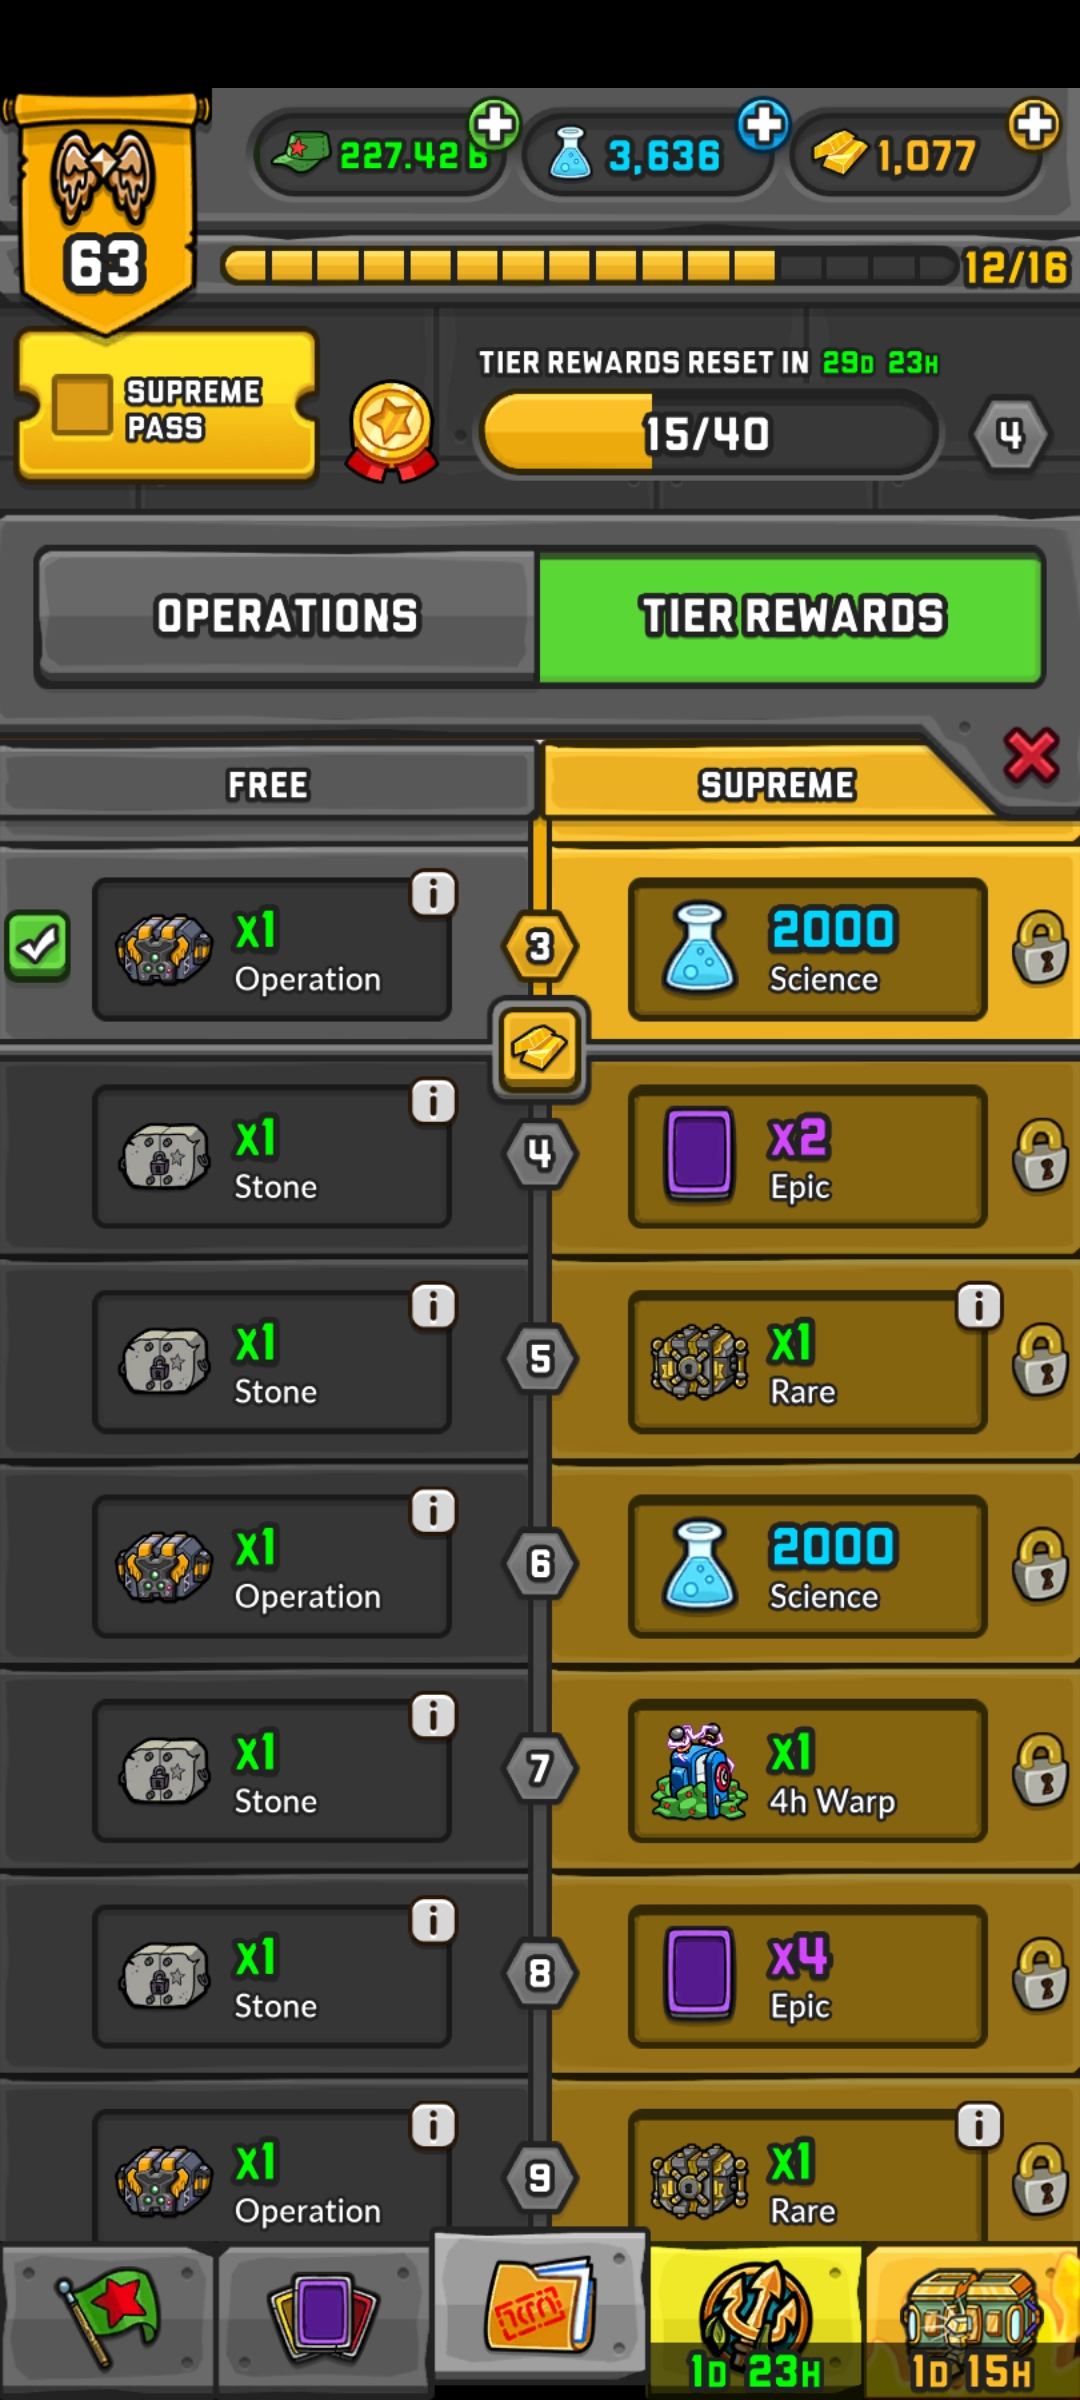 227.42 B
3,636
1,077
63
12/16
SUPREME
PASS
TIER REWARDS RESET IN 29D 23H
15/40
4
OPERATIONS
TIER REWARDS
FREE
SUPREME
X1
Operation
3
2000
Science
X1
Stone
4
X2
Epic
X1
Stone
5
X1
Rare
X1
Operation
6
2000
Science
X1
Stone
7
X1
4h Warp
X1
Stone
8
X4
Epic
X1
Operation
9
X1
Rare
1D 23H
1D 15H